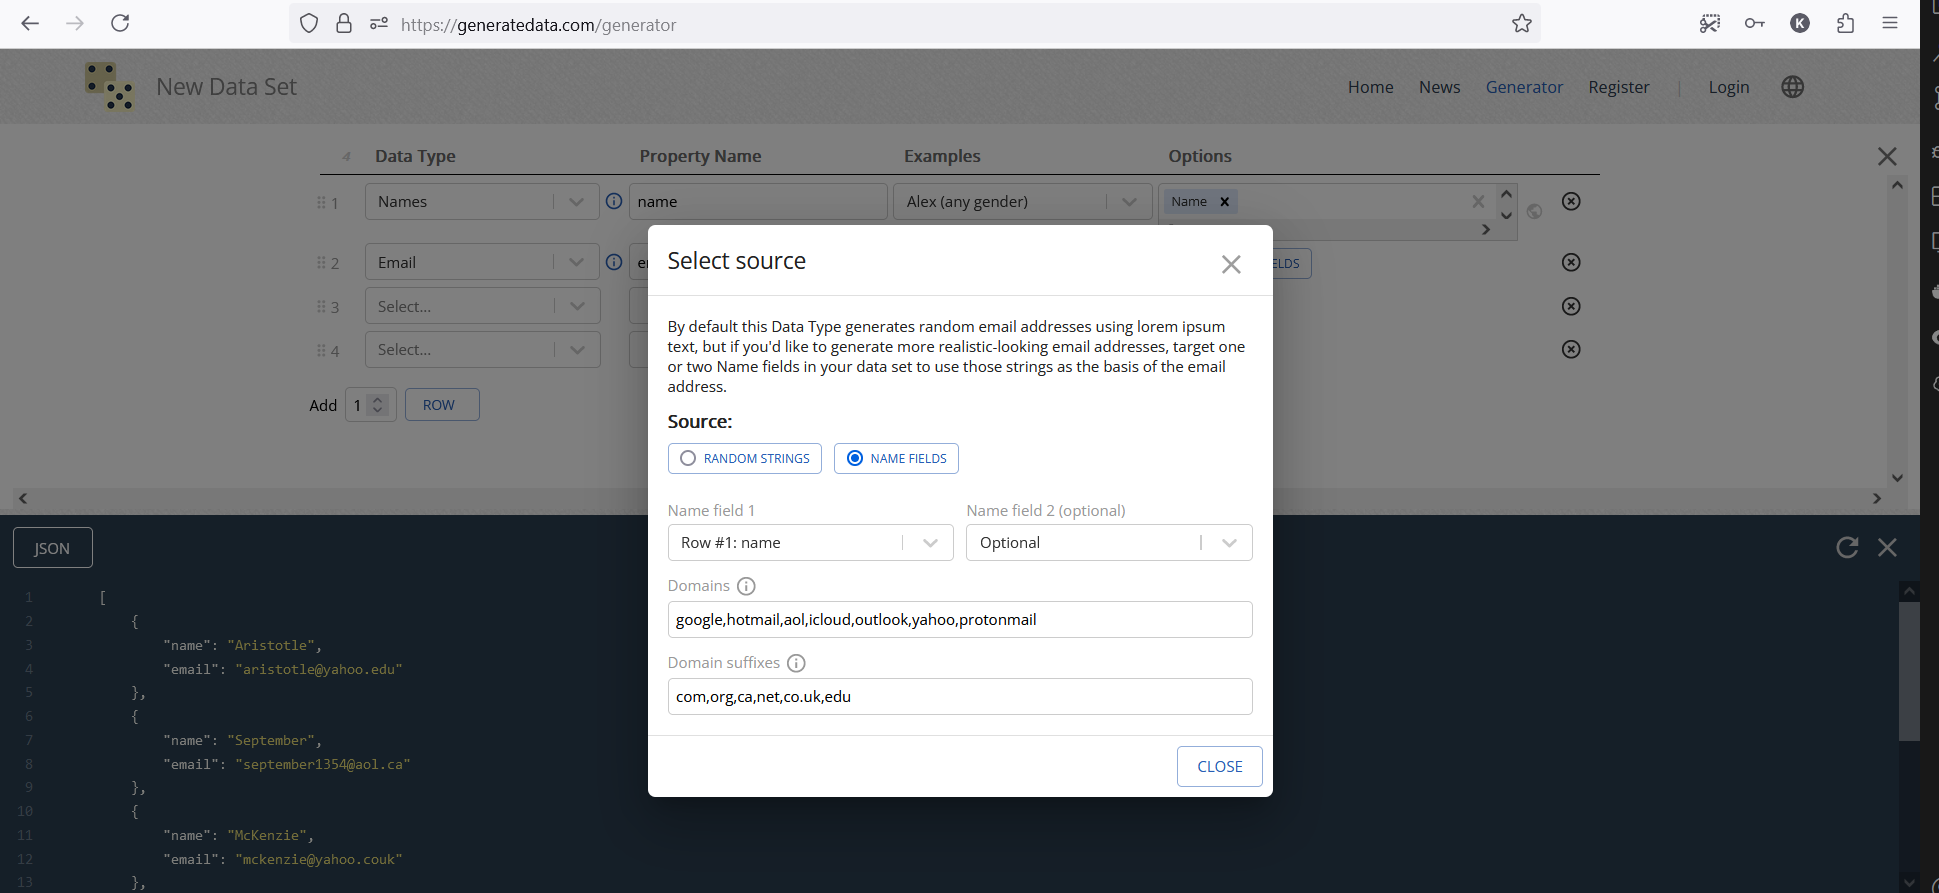 https://generatedata.com/generator
K
New Data Set
Home News Generator Register | Login
4 Data Type Property Name Examples Options
1 Names name Alex (any gender) Name
2 Email
ELDS
3 Select...
4 Select...
Add 1 ROW
Select source
By default this Data Type generates random email addresses using lorem ipsum
text, but if you'd like to generate more realistic-looking email addresses, target one
or two Name fields in your data set to use those strings as the basis of the email
address.
Source:
RANDOM STRINGS NAME FIELDS
Name field 1 Name field 2 (optional)
Row #1: name Optional
Domains
google,hotmail,aol,icloud,outlook,yahoo,protonmail
Domain suffixes
com,org,ca,net,co.uk,edu
CLOSE
JSON
1 [
2 {
3 "name": "Aristotle",
4 "email": "aristotle@yahoo.edu"
5 },
6 {
7 "name": "September",
8 "email": "september1354@aol.ca"
9 },
10 {
11 "name": "McKenzie",
12 "email": "mckenzie@yahoo.couk"
13 },